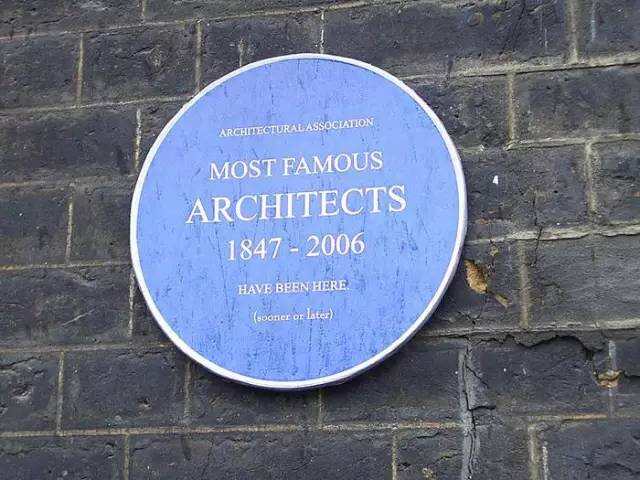 ARCHITECTURAL ASSOCIATION
MOST FAMOUS
ARCHITECTS
1847 - 2006
HAVE BEEN HERE.
(sooner or later)